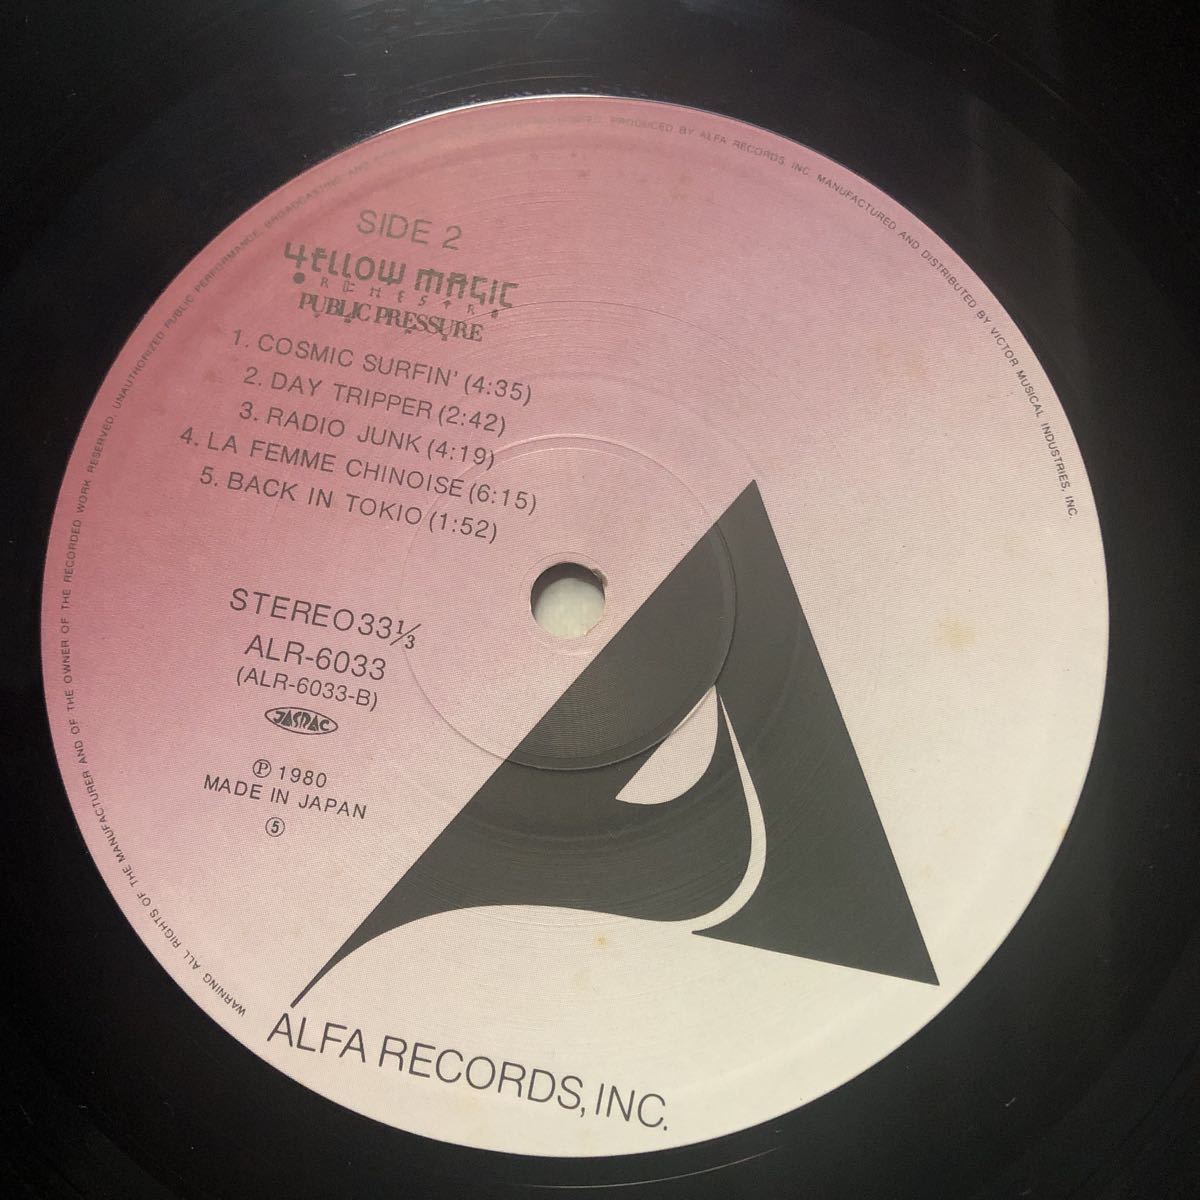 SIDE 2
YELLOW MAGIC
ORCHESTRA
PUBLIC PRESSURE
1. COSMIC SURFIN' (4:35)
2. DAY TRIPPER (2:42)
3. RADIO JUNK (4:19)
4. LA FEMME CHINOISE (6:15)
5. BACK IN TOKIO (1:52)
STEREO 33 1/3
ALR-6033
(ALR-6033-B)
JASRAC
Ⓟ 1980
MADE IN JAPAN
⑤
ALFA RECORDS, INC.
WARNING ALL RIGHTS OF THE MANUFACTURER AND OF THE OWNER OF THE RECORDED WORK RESERVED. UNAUTHORIZED PUBLIC PERFORMANCE, BROADCASTING AND PRODUCED BY ALFA RECORDS, INC. MANUFACTURED AND DISTRIBUTED BY VICTOR MUSICAL INDUSTRIES, INC.